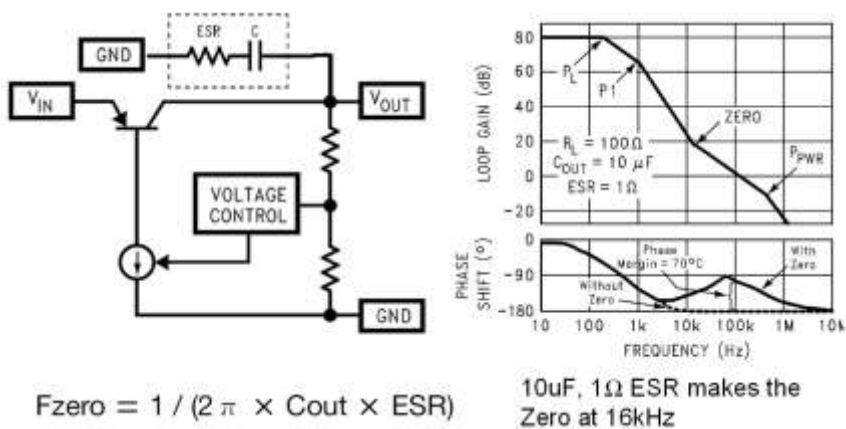 ESR C
GND
VIN
VOUT
VOLTAGE
CONTROL
GND
Fzero = 1 / (2 π × Cout × ESR)
LOOP GAIN (dB)
80
60
40
20
0
-20
PL
P1
ZERO
PPWR
RL = 100Ω
COUT = 10 μF
ESR = 1Ω
PHASE
SHIFT (°)
0
-90
-180
Phase
Margin = 70°C
With
Zero
Without
Zero
10 100 1k 10k 100k 1M 10M
FREQUENCY (Hz)
10uF, 1Ω ESR makes the
Zero at 16kHz